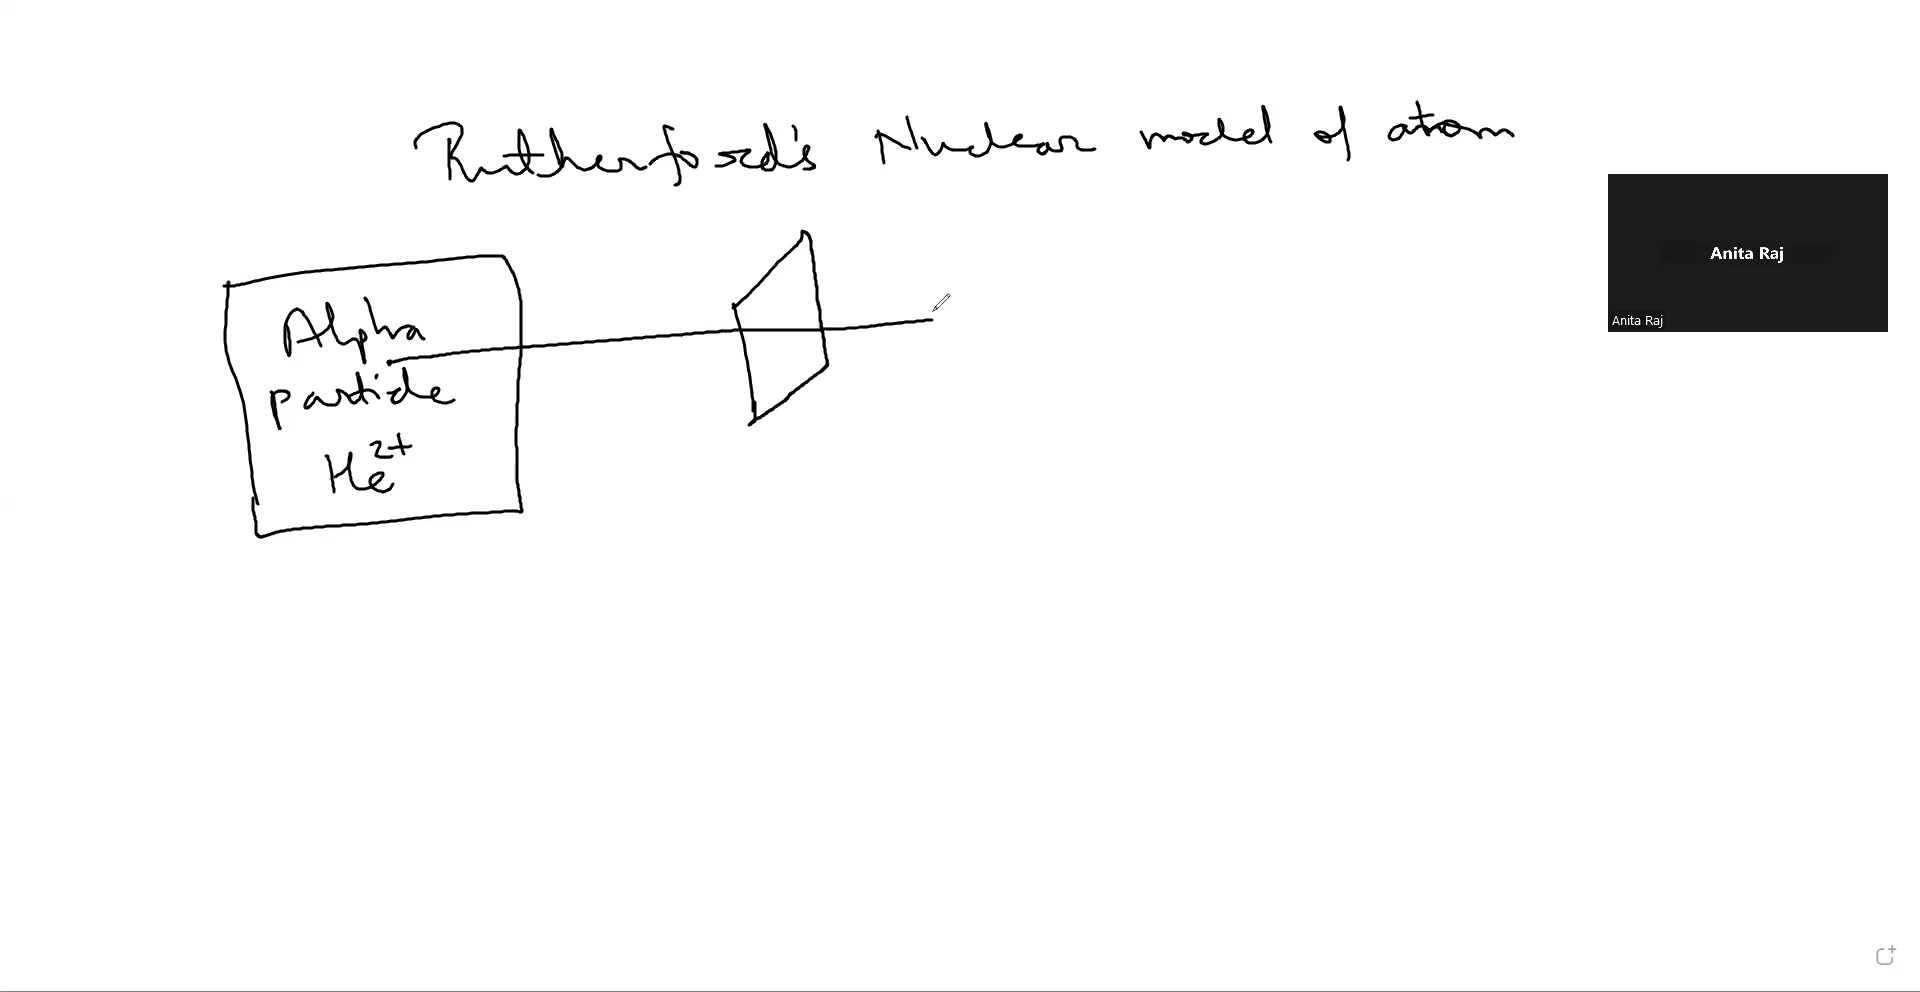 Rutherford's Nuclear model of atom
Alpha
particle
He²⁺
Anita Raj
Anita Raj